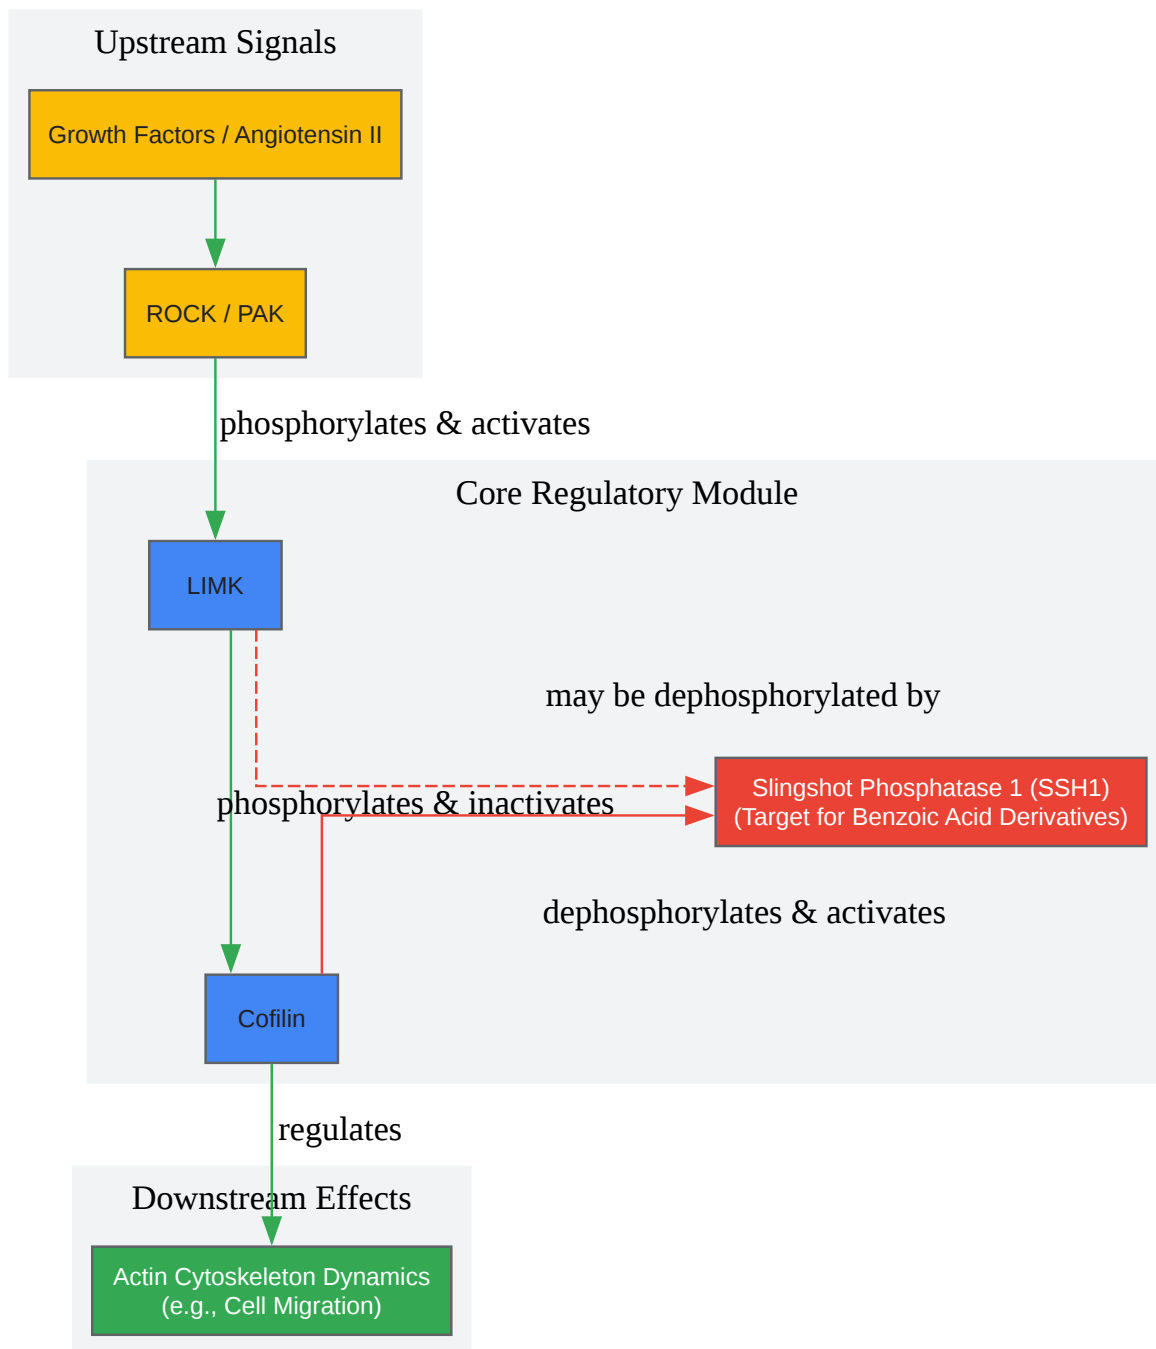 Upstream Signals
Growth Factors / Angiotensin II
ROCK / PAK
phosphorylates & activates
Core Regulatory Module
LIMK
may be dephosphorylated by
phosphorylates & inactivates
Slingshot Phosphatase 1 (SSH1)
(Target for Benzoic Acid Derivatives)
dephosphorylates & activates
Cofilin
regulates
Downstream Effects
Actin Cytoskeleton Dynamics
(e.g., Cell Migration)